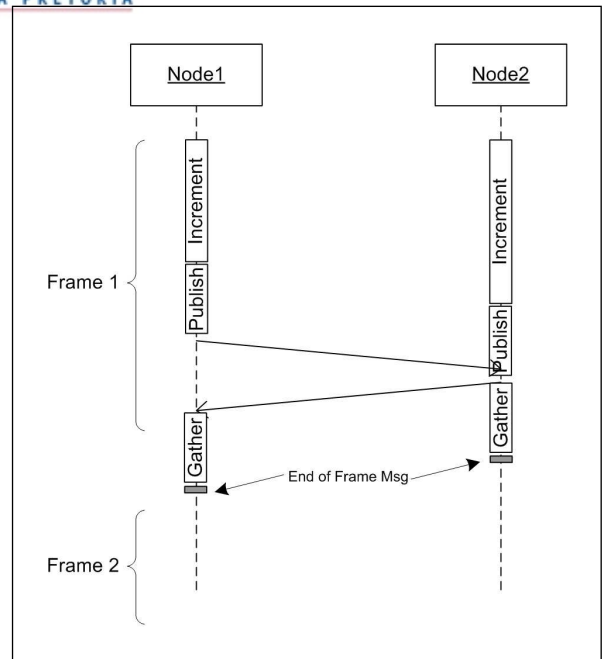 Node1
Node2
Increment
Increment
Frame 1
Publish
Publish
Gather
Gather
End of Frame Msg
Frame 2